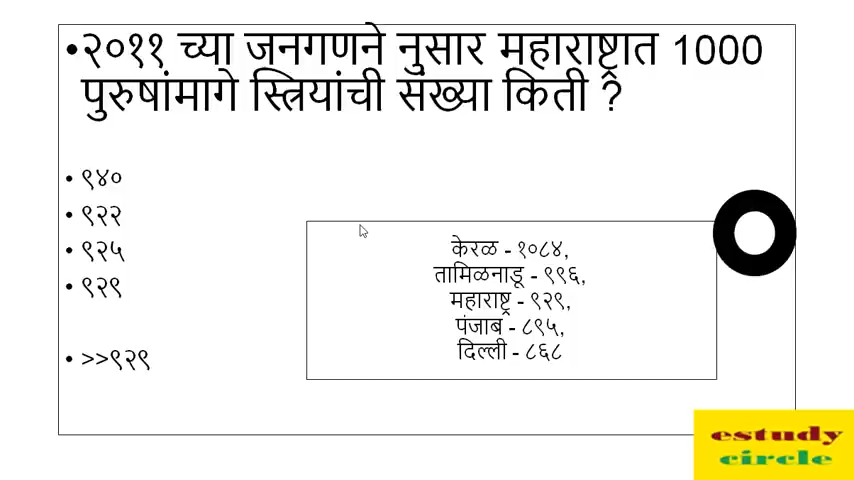 •२०११ च्या जनगणने नुसार महाराष्ट्रात 1000
पुरुषांमागे स्त्रियांची संख्या किती ?
• ९४०
• ९२२
• ९२५
• ९२९
• >>९२९
केरळ - १०८४,
तामिळनाडू - ९९६,
महाराष्ट्र - ९२९,
पंजाब - ८९५,
दिल्ली - ८६८
estudy
circle